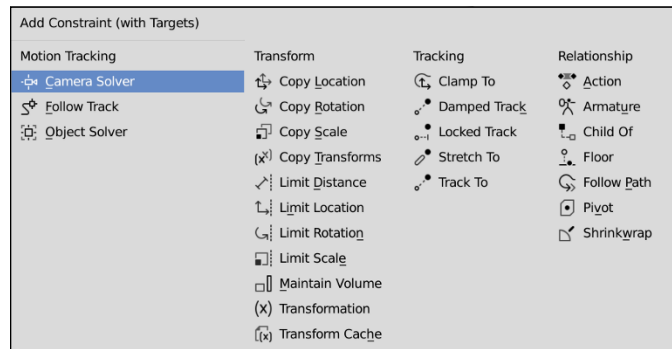 Add Constraint (with Targets)
Motion Tracking
Camera Solver
Follow Track
Object Solver
Transform
Copy Location
Copy Rotation
Copy Scale
Copy Transforms
Limit Distance
Limit Location
Limit Rotation
Limit Scale
Maintain Volume
Transformation
Transform Cache
Tracking
Clamp To
Damped Track
Locked Track
Stretch To
Track To
Relationship
Action
Armature
Child Of
Floor
Follow Path
Pivot
Shrinkwrap